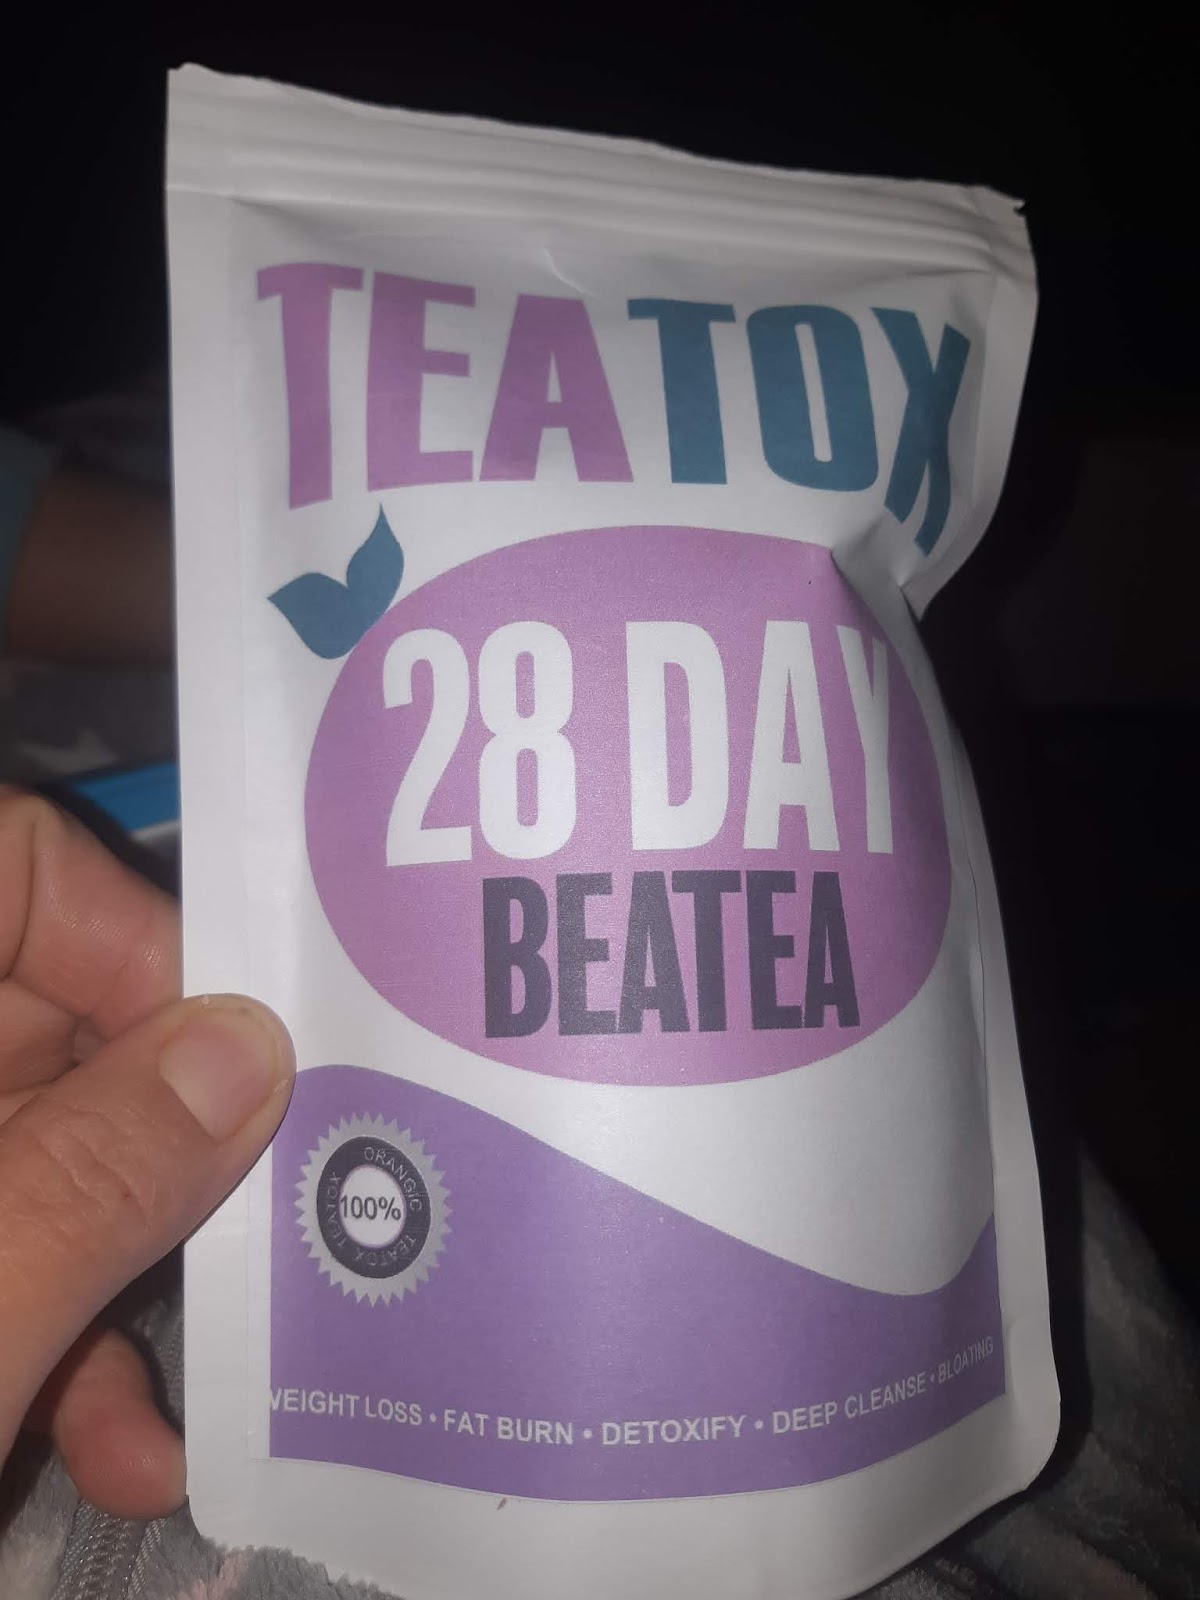 TEATOX
28 DAY
BEATEA
ORANGIC
100%
TEATOX TEATOX
WEIGHT LOSS • FAT BURN • DETOXIFY • DEEP CLEANSE • BLOATING